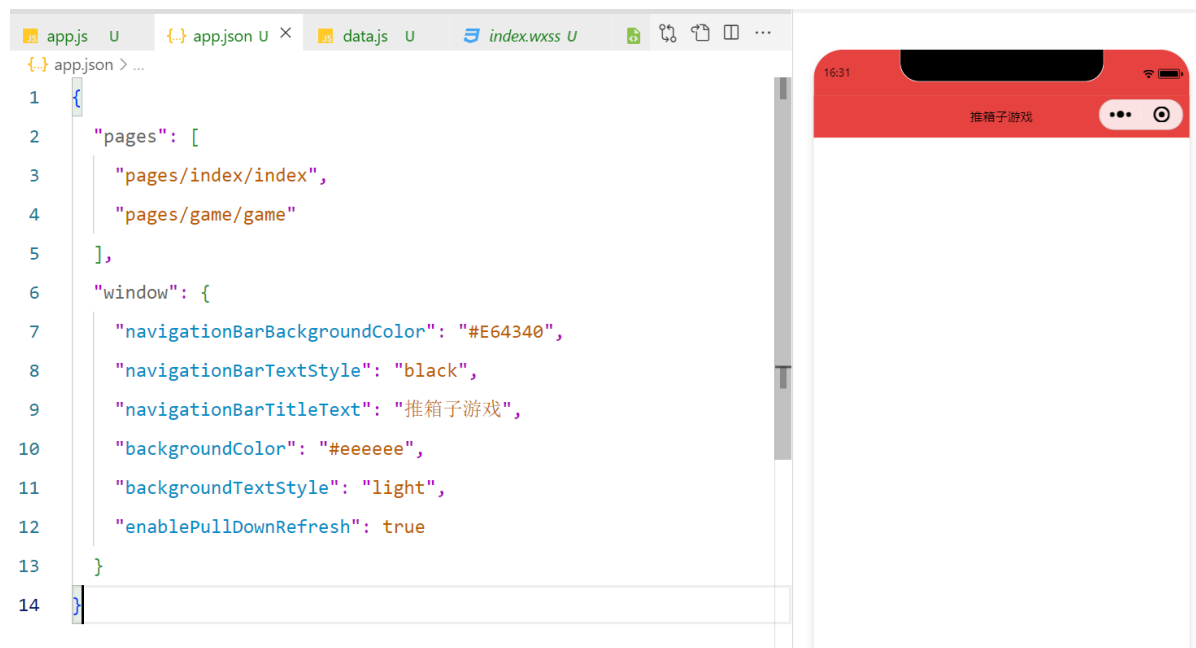 app.js U {..} app.json U × data.js U index.wxss U ...
{..} app.json > ...
1 {
2 "pages": [
3 "pages/index/index",
4 "pages/game/game"
5 ],
6 "window": {
7 "navigationBarBackgroundColor": "#E64340",
8 "navigationBarTextStyle": "black",
9 "navigationBarTitleText": "推箱子游戏",
10 "backgroundColor": "#eeeeee",
11 "backgroundTextStyle": "light",
12 "enablePullDownRefresh": true
13 }
14 }
16:31
推箱子游戏